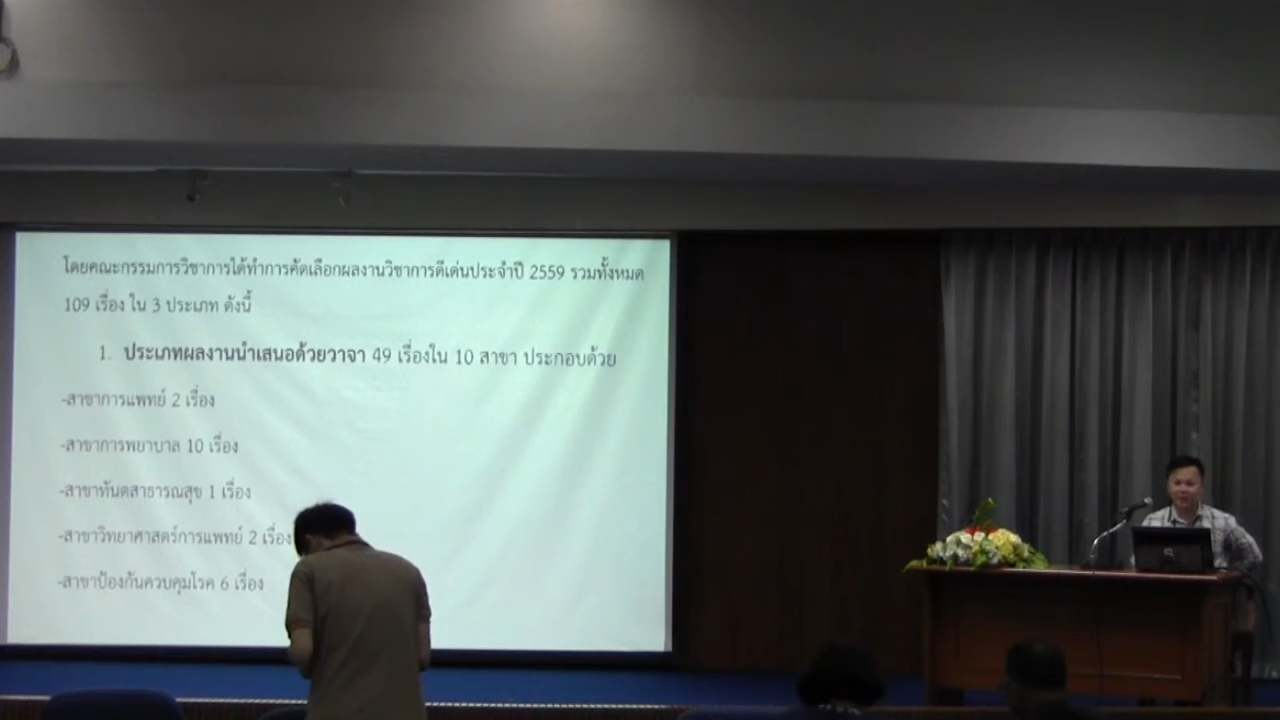 โดยคณะกรรมการวิชาการได้ทำการคัดเลือกผลงานวิชาการดีเด่นประจำปี 2559 รวมทั้งหมด
109 เรื่อง ใน 3 ประเภท ดังนี้
1. ประเภทผลงานนำเสนอด้วยวาจา 49 เรื่องใน 10 สาขา ประกอบด้วย
-สาขาการแพทย์ 2 เรื่อง
-สาขาการพยาบาล 10 เรื่อง
-สาขาทันตสาธารณสุข 1 เรื่อง
-สาขาวิทยาศาสตร์การแพทย์ 2 เรื่อง
-สาขาป้องกันควบคุมโรค 6 เรื่อง